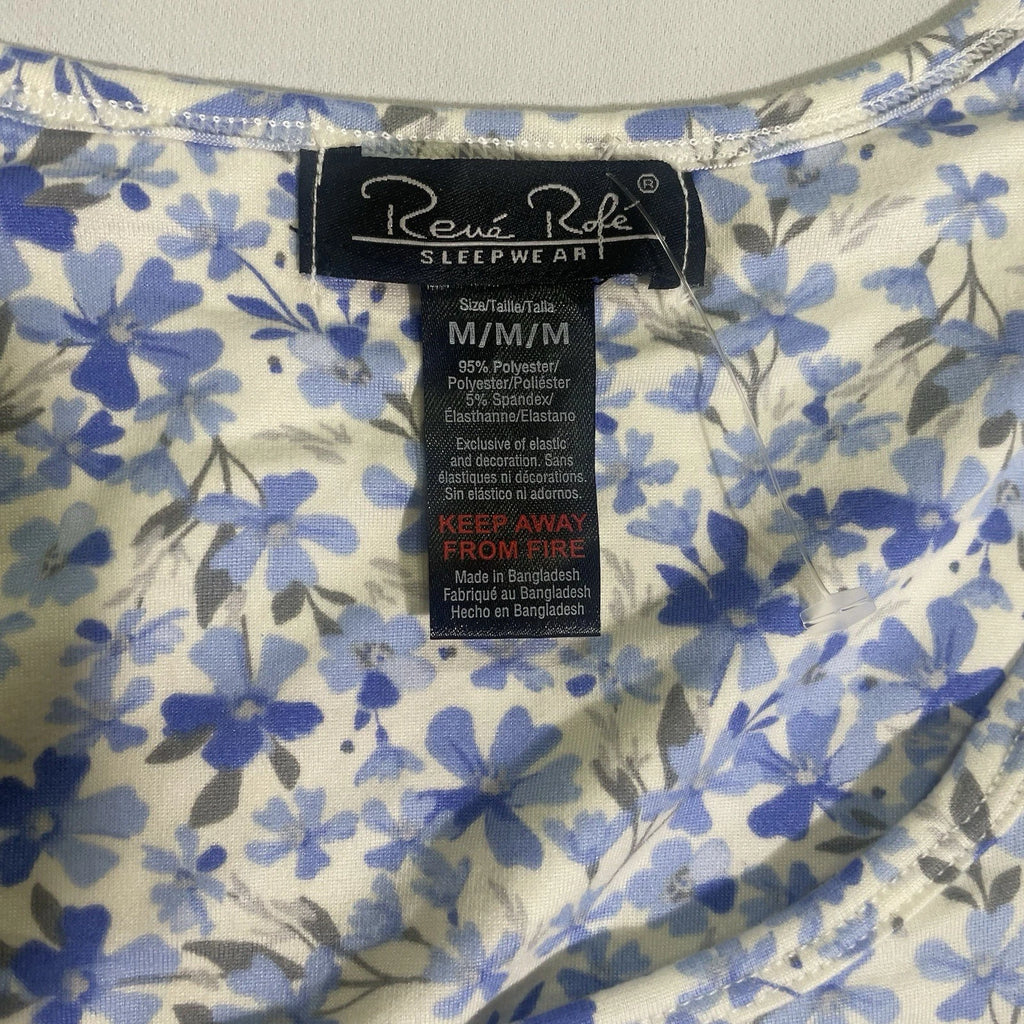 René Rofé ®
SLEEPWEAR
Size/Taille/Talla
M/M/M
95% Polyester/
Polyester/Poliéster
5% Spandex/
Élasthanne/Elastano
Exclusive of elastic
and decoration. Sans
élastiques ni décorations.
Sin elástico ni adornos.
KEEP AWAY
FROM FIRE
Made in Bangladesh
Fabriqué au Bangladesh
Hecho en Bangladesh